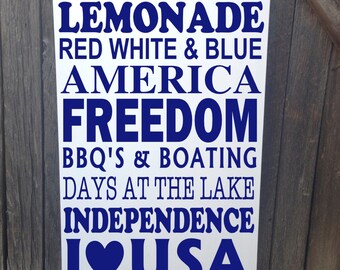 LEMONADE
RED WHITE & BLUE
AMERICA
FREEDOM
BBQ'S & BOATING
DAYS AT THE LAKE
INDEPENDENCE
I ♥ USA